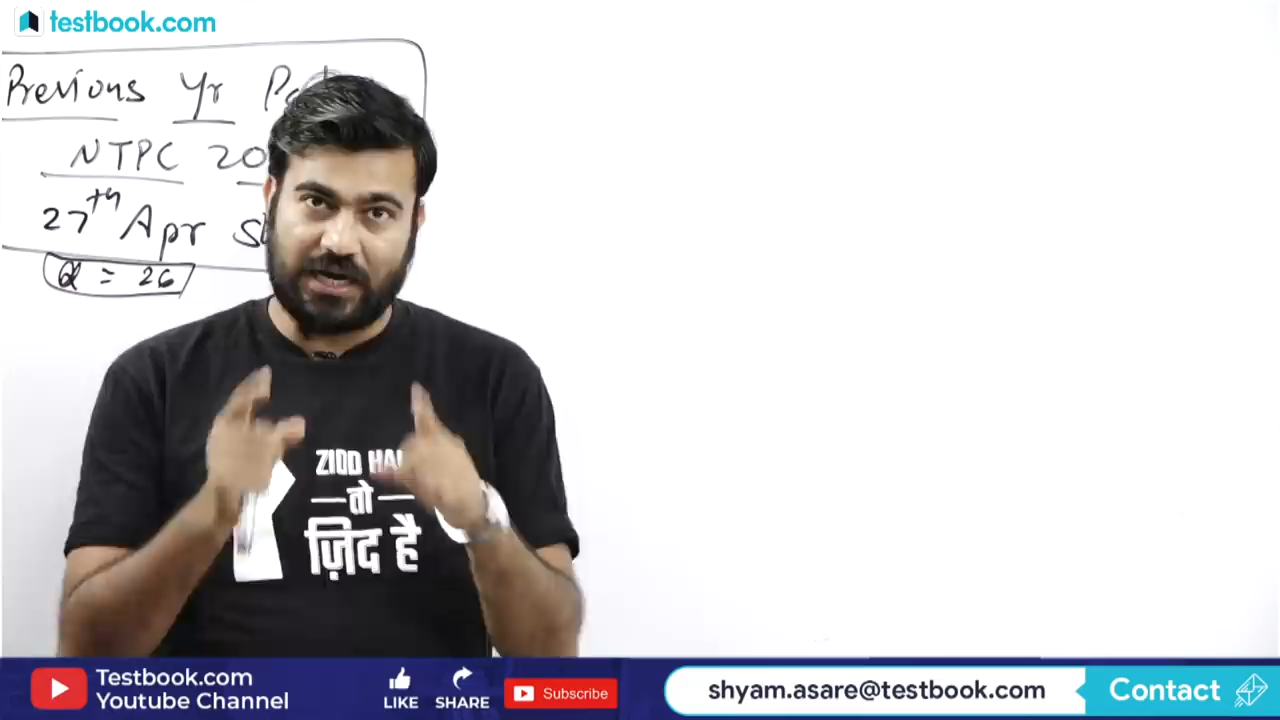 testbook.com
Previous Yr
NTPC 20
27th Apr
Q = 26
ZIDD HAI
तो
ज़िद है
Testbook.com
Youtube Channel
LIKE
SHARE
Subscribe
shyam.asare@testbook.com
Contact